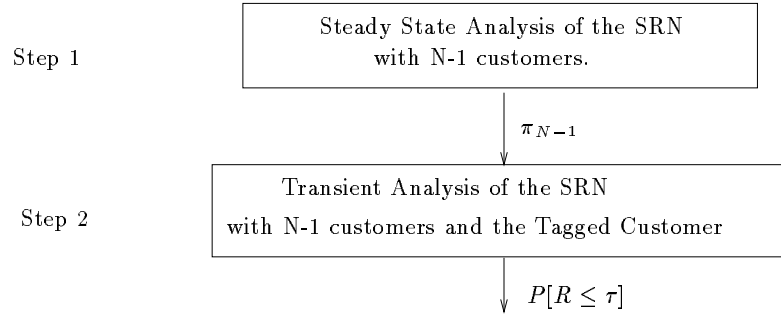 Steady State Analysis of the SRN
Step 1
with N-1 customers.
π_{N-1}
Transient Analysis of the SRN
Step 2
with N-1 customers and the Tagged Customer
P[R ≤ τ]